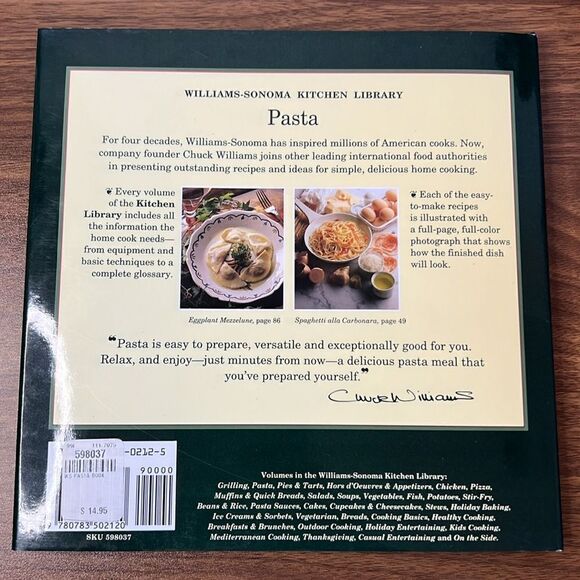 WILLIAMS-SONOMA KITCHEN LIBRARY
Pasta
For four decades, Williams-Sonoma has inspired millions of American cooks. Now,
company founder Chuck Williams joins other leading international food authorities
in presenting outstanding recipes and ideas for simple, delicious home cooking.
Every volume
of the Kitchen
Library includes all
the information the
home cook needs—
from equipment and
basic techniques to a
complete glossary.
Each of the easy-
to-make recipes
is illustrated with
a full-page, full-color
photograph that shows
how the finished dish
will look.
Eggplant Mezzelune, page 86
Spaghetti alla Carbonara, page 49
"Pasta is easy to prepare, versatile and exceptionally good for you.
Relax, and enjoy—just minutes from now—a delicious pasta meal that
you've prepared yourself."
Chuck Williams
598037
-0212-5
WS PASTA BOOK
90000
$ 14.95
9 780783 502120
SKU 598037
Volumes in the Williams-Sonoma Kitchen Library:
Grilling, Pasta, Pies & Tarts, Hors d'Oeuvres & Appetizers, Chicken, Pizza,
Muffins & Quick Breads, Salads, Soups, Vegetables, Fish, Potatoes, Stir-Fry,
Beans & Rice, Pasta Sauces, Cakes, Cupcakes & Cheesecakes, Stews, Holiday Baking,
Ice Creams & Sorbets, Vegetarian, Breads, Cooking Basics, Healthy Cooking,
Breakfasts & Brunches, Outdoor Cooking, Holiday Entertaining, Kids Cooking,
Mediterranean Cooking, Thanksgiving, Casual Entertaining and On the Side.